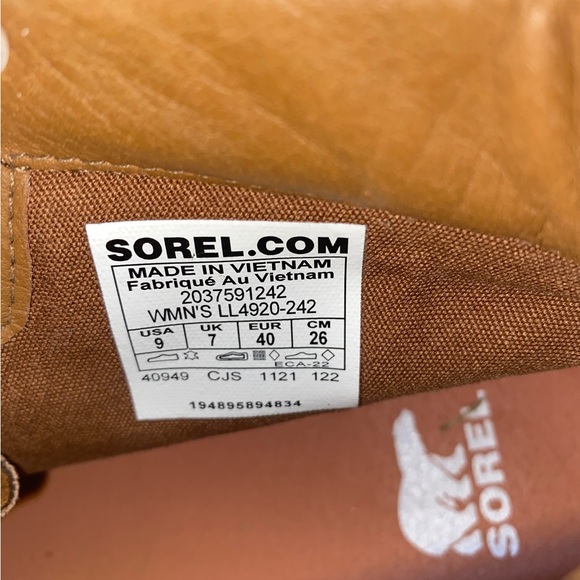 SOREL.COM
MADE IN VIETNAM
Fabriqué Au Vietnam
2037591242
WMN'S LL4920-242
USA UK EUR CM
9 7 40 26
ECA-22
40949 CJS 1121 122
194895894834
SOREL